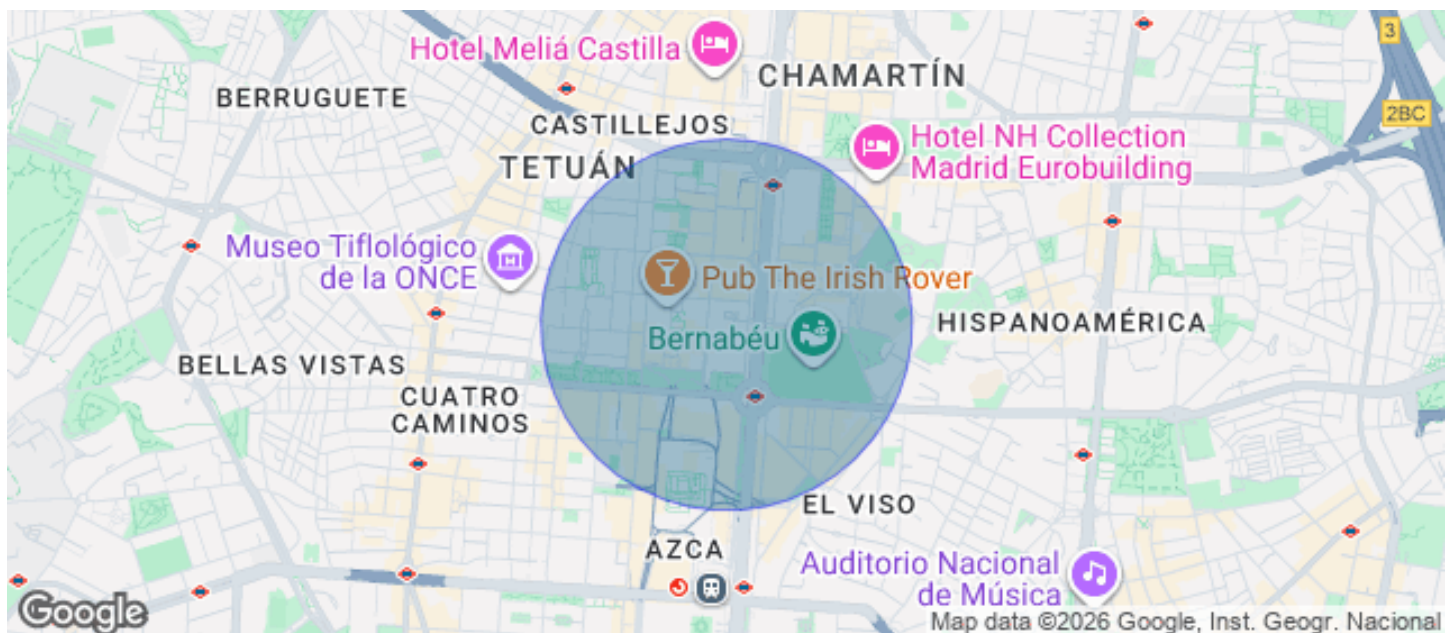 Hotel Meliá Castilla
CHAMARTÍN
3
BERRUGUETE
2BC
CASTILLEJOS
Hotel NH Collection
Madrid Eurobuilding
TETUÁN
Museo Tiflológico
de la ONCE
Pub The Irish Rover
Bernabéu
HISPANOAMÉRICA
BELLAS VISTAS
CUATRO
CAMINOS
EL VISO
AZCA
Auditorio Nacional
de Música
Google
Map data ©2026 Google, Inst. Geogr. Nacional